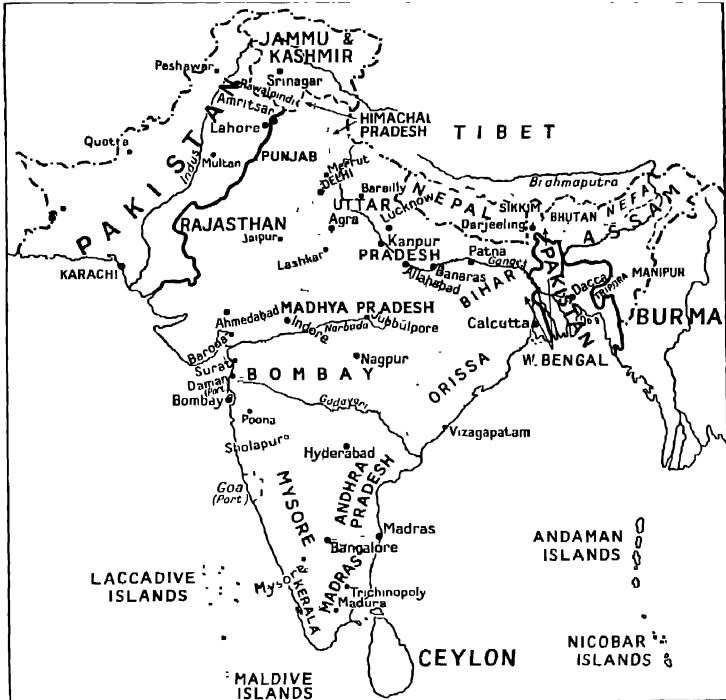 JAMMU &
KASHMIR
Peshawar
Srinagar
Rawalpindi
Amritsar
HIMACHAL
PRADESH
Lahore
TIBET
Quotta
Indus
Multan
PUNJAB
PAKISTAN
Meerut
DELHI
Bareilly
NEPAL
Brahmaputra
SIKKIM
BHUTAN
NEFA
ASSAM
UTTAR
PRADESH
Lucknow
Darjeeling
RAJASTHAN
Agra
Jaipur
Kanpur
Lashkar
Patna
Ganges
Allahabad
Banaras
BIHAR
PAKISTAN
Dacca
TRIPURA
MANIPUR
KARACHI
MADHYA PRADESH
Ahmedabad
Indore
Narbada
Jubbulpore
Calcutta
BURMA
Baroda
Surat
Nagpur
W. BENGAL
Daman
(Port)
BOMBAY
ORISSA
Bombay
Godavari
Poona
Vizagapatam
Sholapur
Hyderabad
Goa
(Port)
MYSORE
ANDHRA
PRADESH
Madras
Bangalore
ANDAMAN
ISLANDS
LACCADIVE
ISLANDS
Mysore
KERALA
MADRAS
Trichinopoly
Madura
CEYLON
NICOBAR
ISLANDS
MALDIVE
ISLANDS